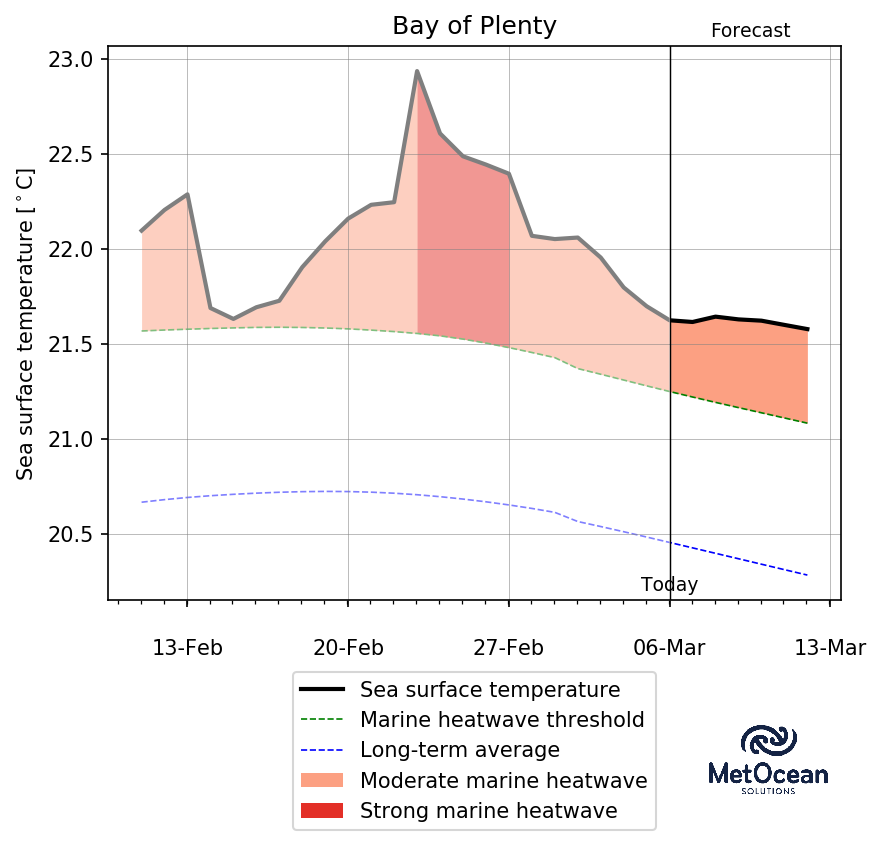 Bay of Plenty
Forecast
Sea surface temperature [°C]
23.0
22.5
22.0
21.5
21.0
20.5
Today
13-Feb 20-Feb 27-Feb 06-Mar 13-Mar
Sea surface temperature
Marine heatwave threshold
Long-term average
Moderate marine heatwave
Strong marine heatwave
MetOcean
SOLUTIONS